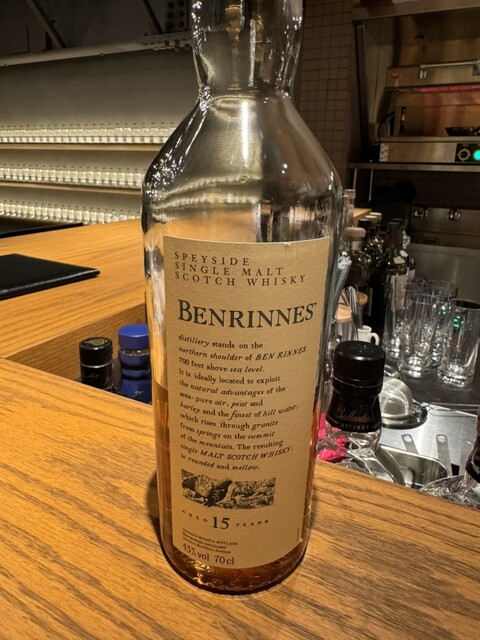 SPEYSIDE
SINGLE MALT
SCOTCH WHISKY
BENRINNES
distillery stands on the
northern shoulder of BEN RINNES
700 feet above sea level.
It is ideally located to exploit
the natural advantages of the
area- pure air, peat and
barley and the finest of hill water,
which rises through granite
from springs on the summit
of the mountain. The resulting
single MALT SCOTCH WHISKY,
is rounded and mellow.
AGED 15 YEARS
43% vol 70cl
Ballantine's